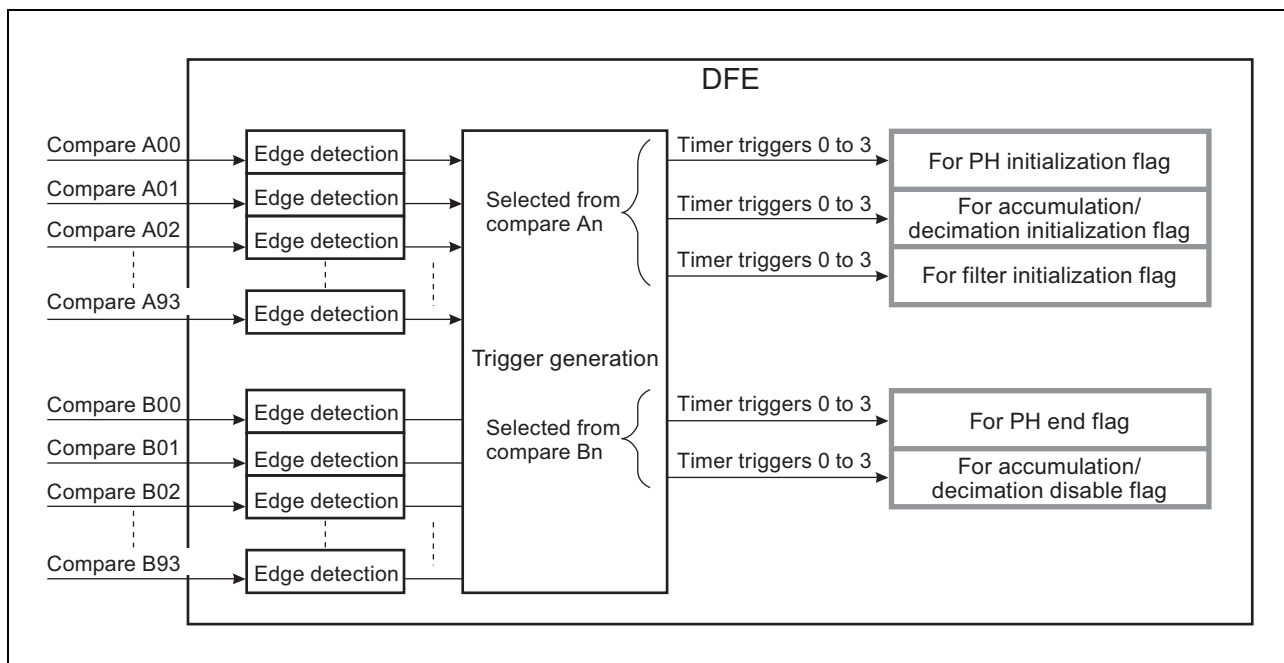 DFE
Compare A00
Edge detection
Compare A01
Edge detection
Compare A02
Edge detection
Compare A93
Edge detection
Selected from
compare An
Timer triggers 0 to 3
For PH initialization flag
Timer triggers 0 to 3
For accumulation/
decimation initialization flag
Timer triggers 0 to 3
For filter initialization flag
Trigger generation
Compare B00
Edge detection
Compare B01
Edge detection
Compare B02
Edge detection
Compare B93
Edge detection
Selected from
compare Bn
Timer triggers 0 to 3
For PH end flag
Timer triggers 0 to 3
For accumulation/
decimation disable flag